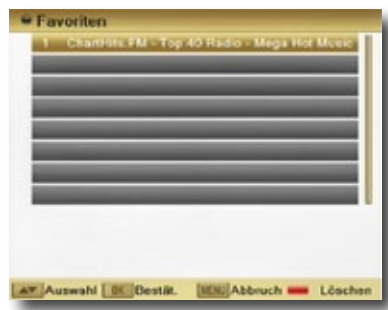 Favoriten
1 ChartHits.FM - Top 40 Radio - Mega Hot Music
Auswahl OK Bestät. MENU Abbruch Löschen